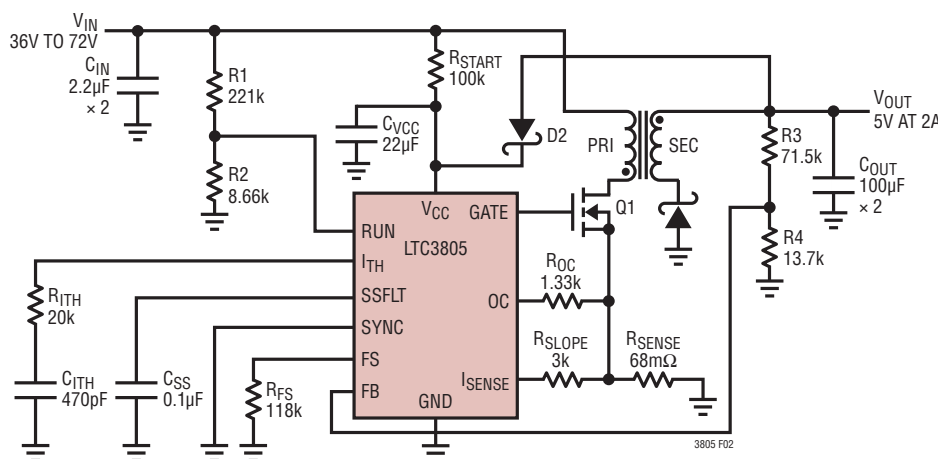 VIN
36V TO 72V
CIN
2.2µF
× 2
R1
221k
R2
8.66k
RSTART
100k
CVCC
22µF
D2
PRI
SEC
VOUT
5V AT 2A
R3
71.5k
COUT
100µF
× 2
R4
13.7k
Q1
VCC
GATE
LTC3805
RUN
ITH
SSFLT
SYNC
FS
FB
OC
ISENSE
GND
ROC
1.33k
RSLOPE
3k
RSENSE
68mΩ
RITH
20k
CITH
470pF
CSS
0.1µF
RFS
118k
3805 F02